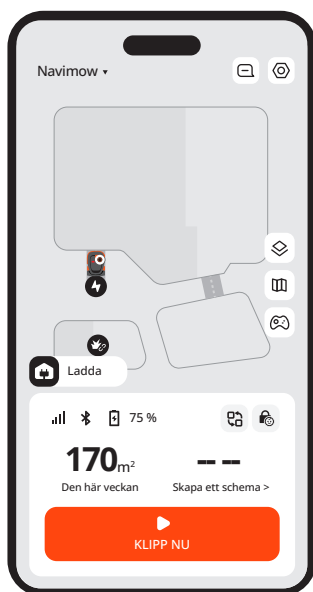 Navimow ▾
Ladda
75 %
170m²
-- --
Den här veckan
Skapa ett schema >
KLIPP NU